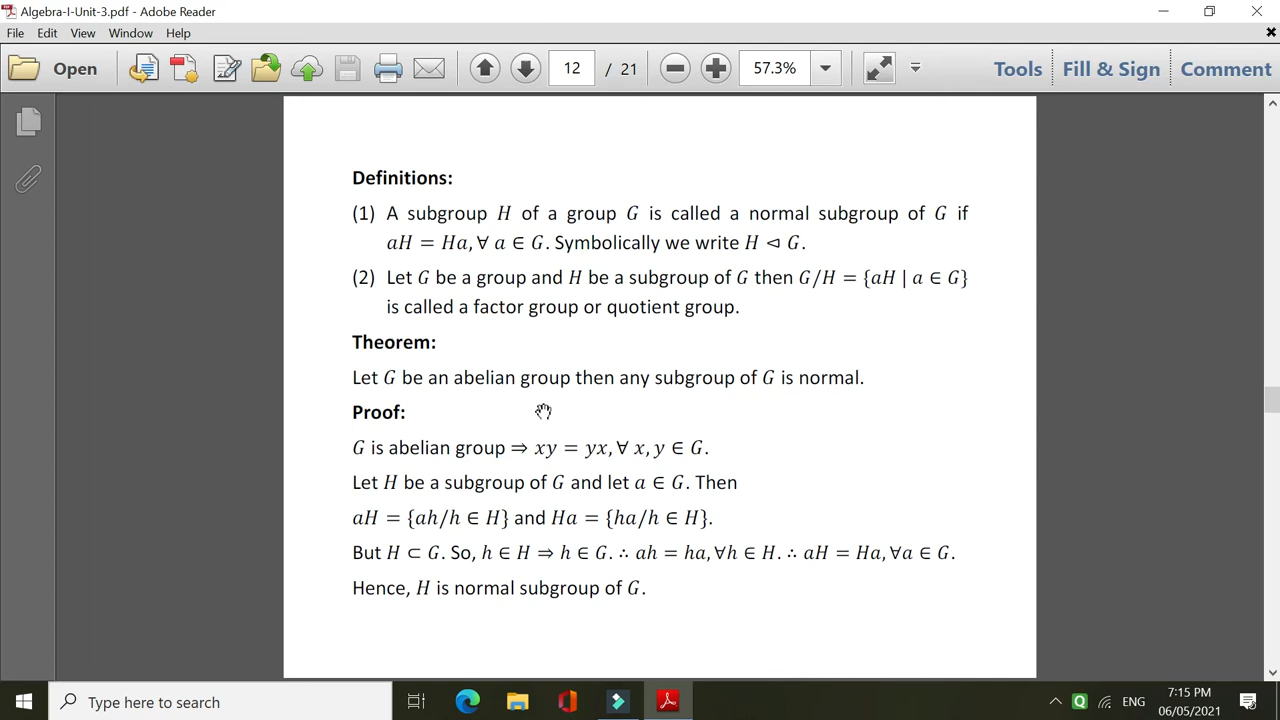 Algebra-I-Unit-3.pdf - Adobe Reader
File Edit View Window Help
Open 12 / 21 57.3% Tools Fill & Sign Comment
Definitions:
(1) A subgroup H of a group G is called a normal subgroup of G if
aH = Ha, ∀ a ∈ G. Symbolically we write H ⊲ G.
(2) Let G be a group and H be a subgroup of G then G/H = {aH | a ∈ G}
is called a factor group or quotient group.
Theorem:
Let G be an abelian group then any subgroup of G is normal.
Proof:
G is abelian group ⇒ xy = yx, ∀ x, y ∈ G.
Let H be a subgroup of G and let a ∈ G. Then
aH = {ah/h ∈ H} and Ha = {ha/h ∈ H}.
But H ⊂ G. So, h ∈ H ⇒ h ∈ G. ∴ ah = ha, ∀h ∈ H. ∴ aH = Ha, ∀a ∈ G.
Hence, H is normal subgroup of G.
Type here to search
ENG
7:15 PM
06/05/2021